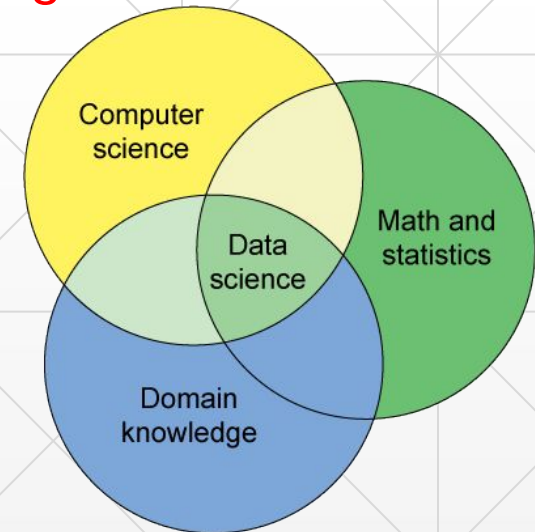 Computer
science
Math and
statistics
Data
science
Domain
knowledge